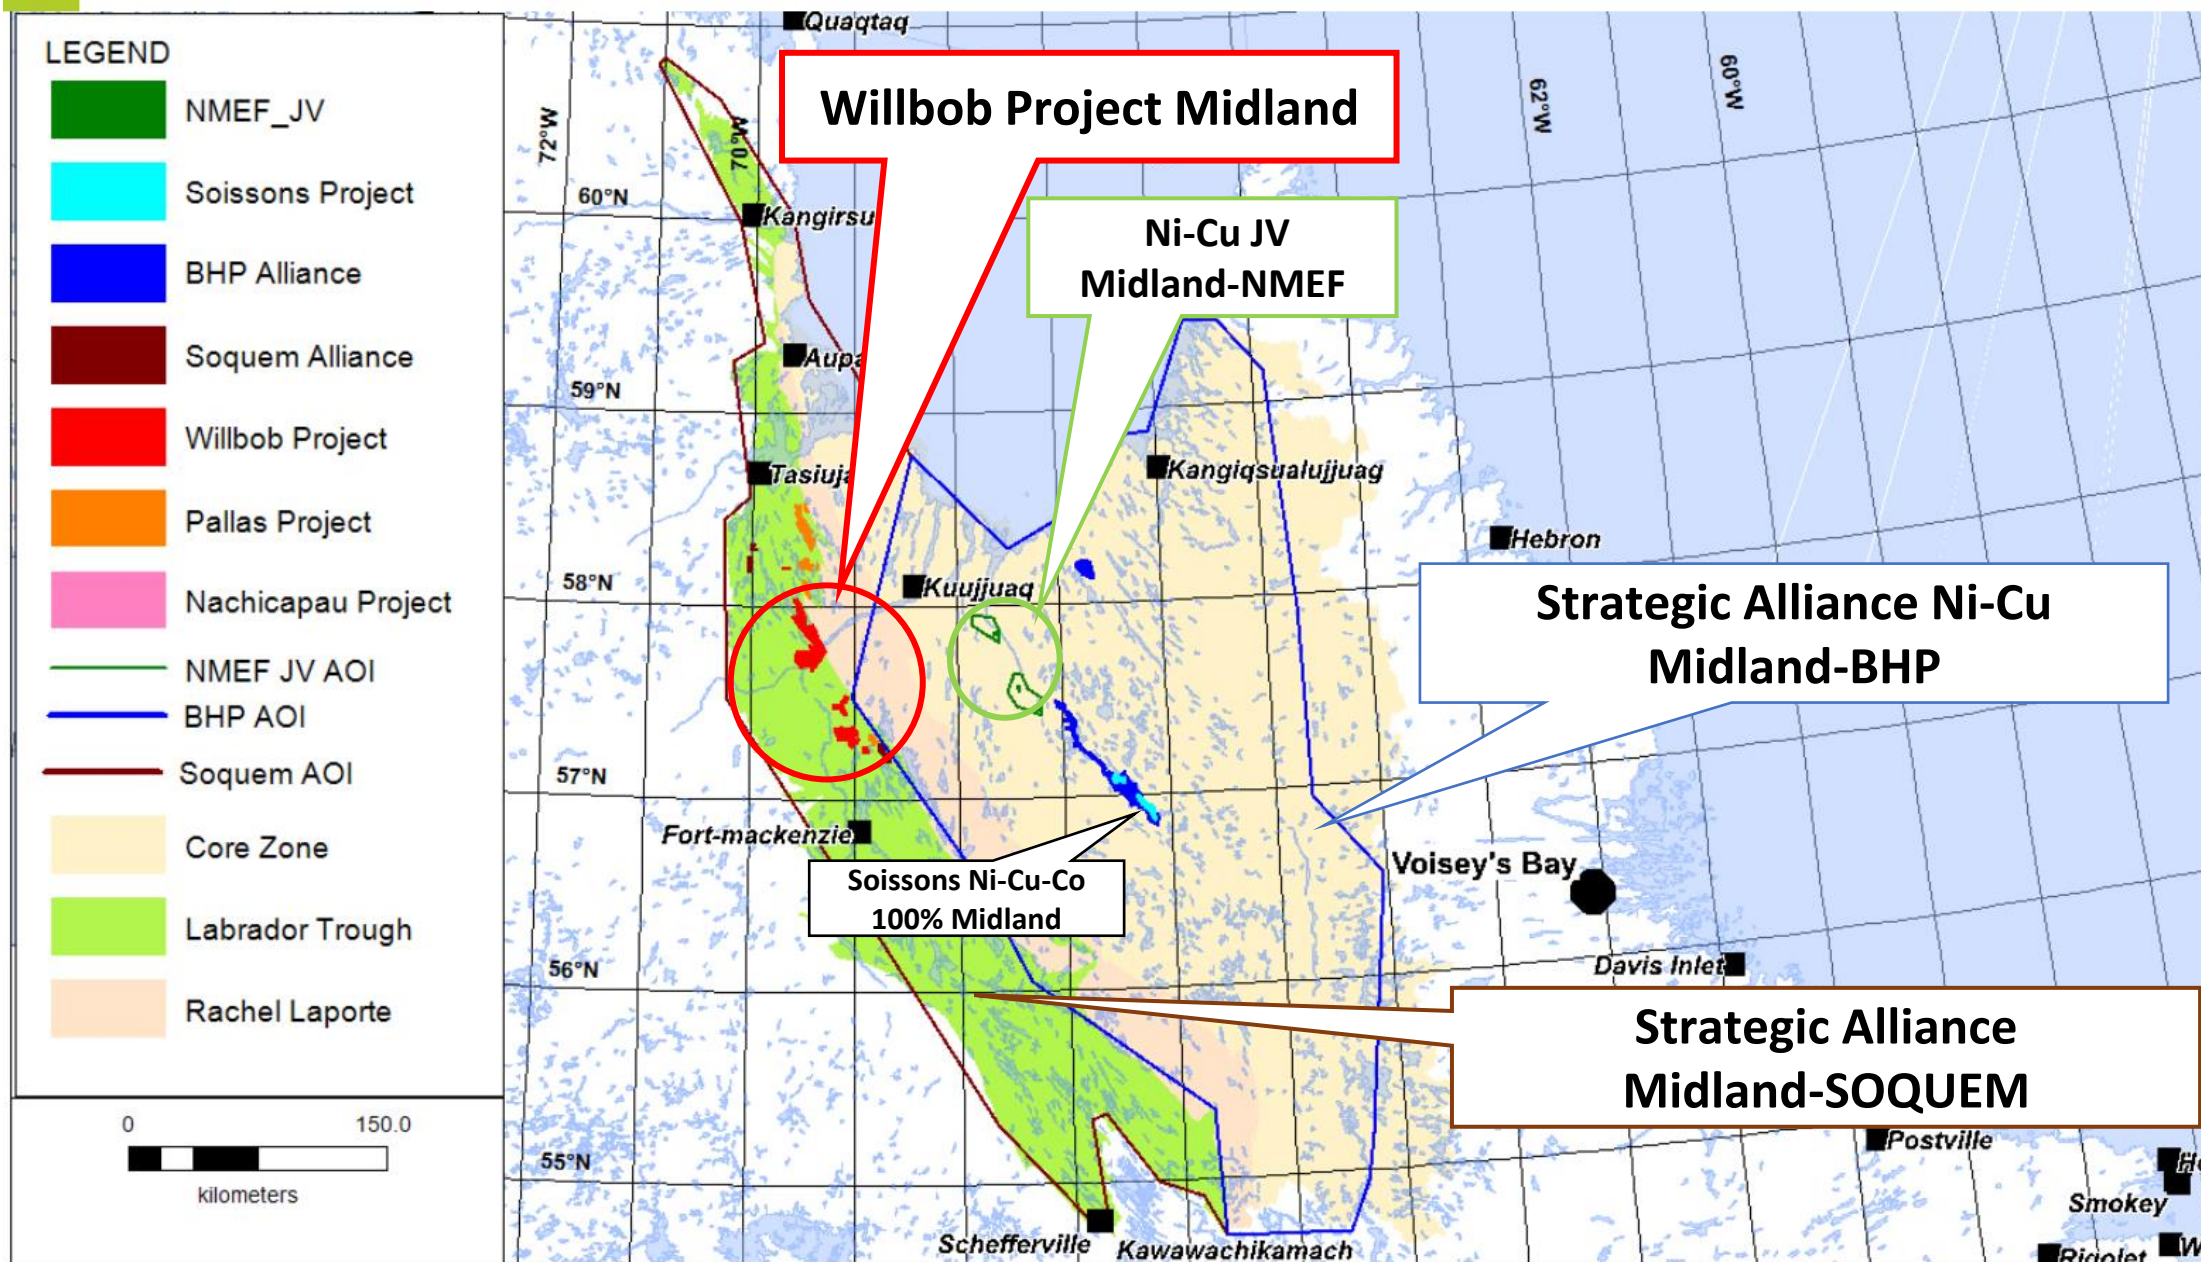 LEGEND
NMEF_JV
Soissons Project
BHP Alliance
Soquem Alliance
Willbob Project
Pallas Project
Nachicapau Project
NMEF JV AOI
BHP AOI
Soquem AOI
Core Zone
Labrador Trough
Rachel Laporte
0 150.0
kilometers
Quaqtaq
Willbob Project Midland
72°W
70°W
62°W
60°W
60°N
Kangirsu
Ni-Cu JV
Midland-NMEF
Aupa
59°N
Tasiuja
Kangiqsualujjuaq
Hebron
58°N
Kuujjuaq
Strategic Alliance Ni-Cu
Midland-BHP
57°N
Fort-mackenzie
Soissons Ni-Cu-Co
100% Midland
Voisey's Bay
56°N
Davis Inlet
Strategic Alliance
Midland-SOQUEM
Postville
55°N
Smokey
Schefferville
Kawawachikamach
Rigolet